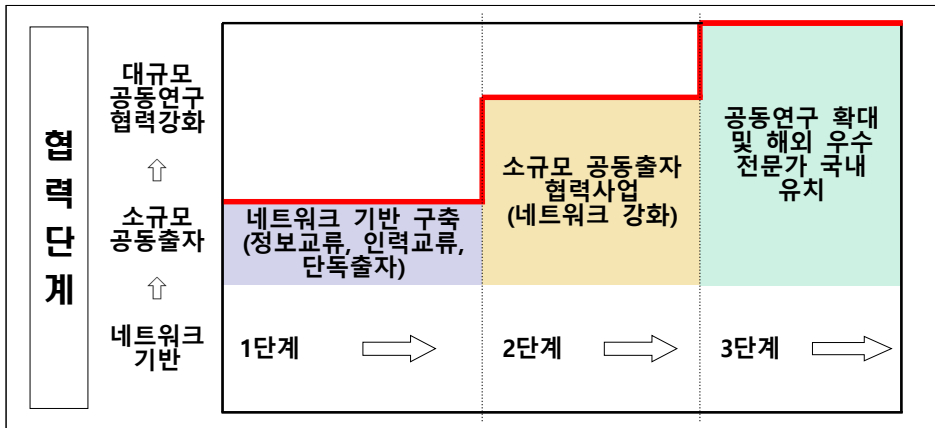 협력단계
대규모
공동연구
협력강화
소규모
공동출자
네트워크
기반
네트워크 기반 구축
(정보교류, 인력교류,
단독출자)
소규모 공동출자
협력사업
(네트워크 강화)
공동연구 확대
및 해외 우수
전문가 국내
유치
1단계
2단계
3단계